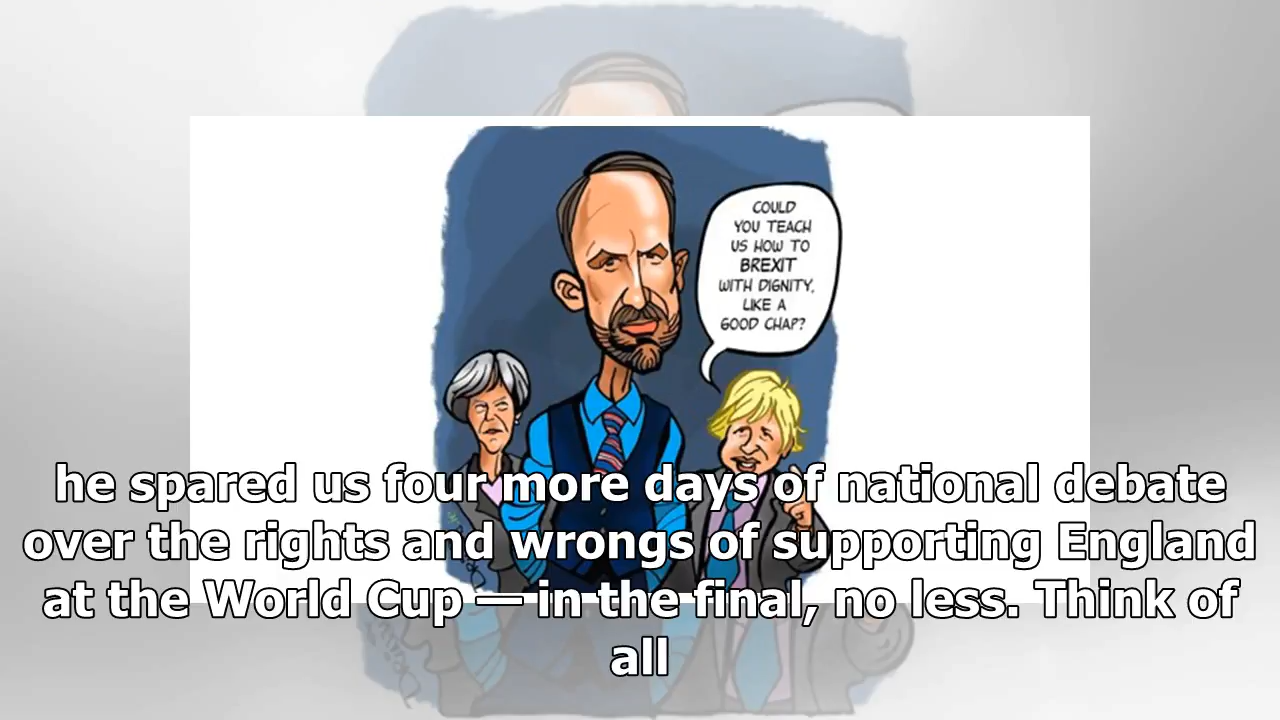 COULD
YOU TEACH
US HOW TO
BREXIT
WITH DIGNITY,
LIKE A
GOOD CHAP?
he spared us four more days of national debate
over the rights and wrongs of supporting England
at the World Cup — in the final, no less. Think of
all